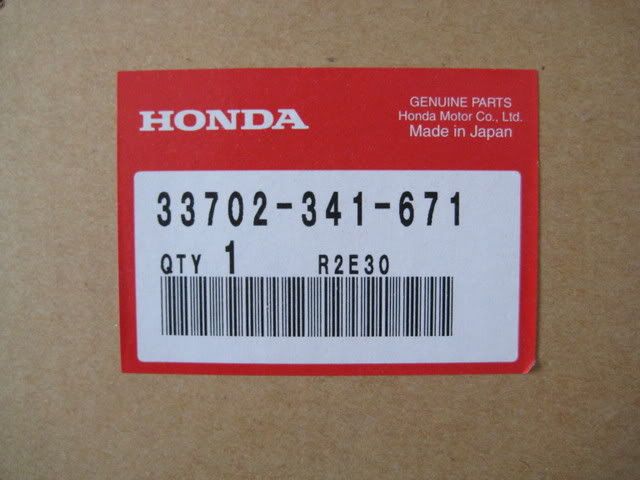 HONDA
GENUINE PARTS
Honda Motor Co., Ltd.
Made in Japan
33702-341-671
QTY 1 R2E30